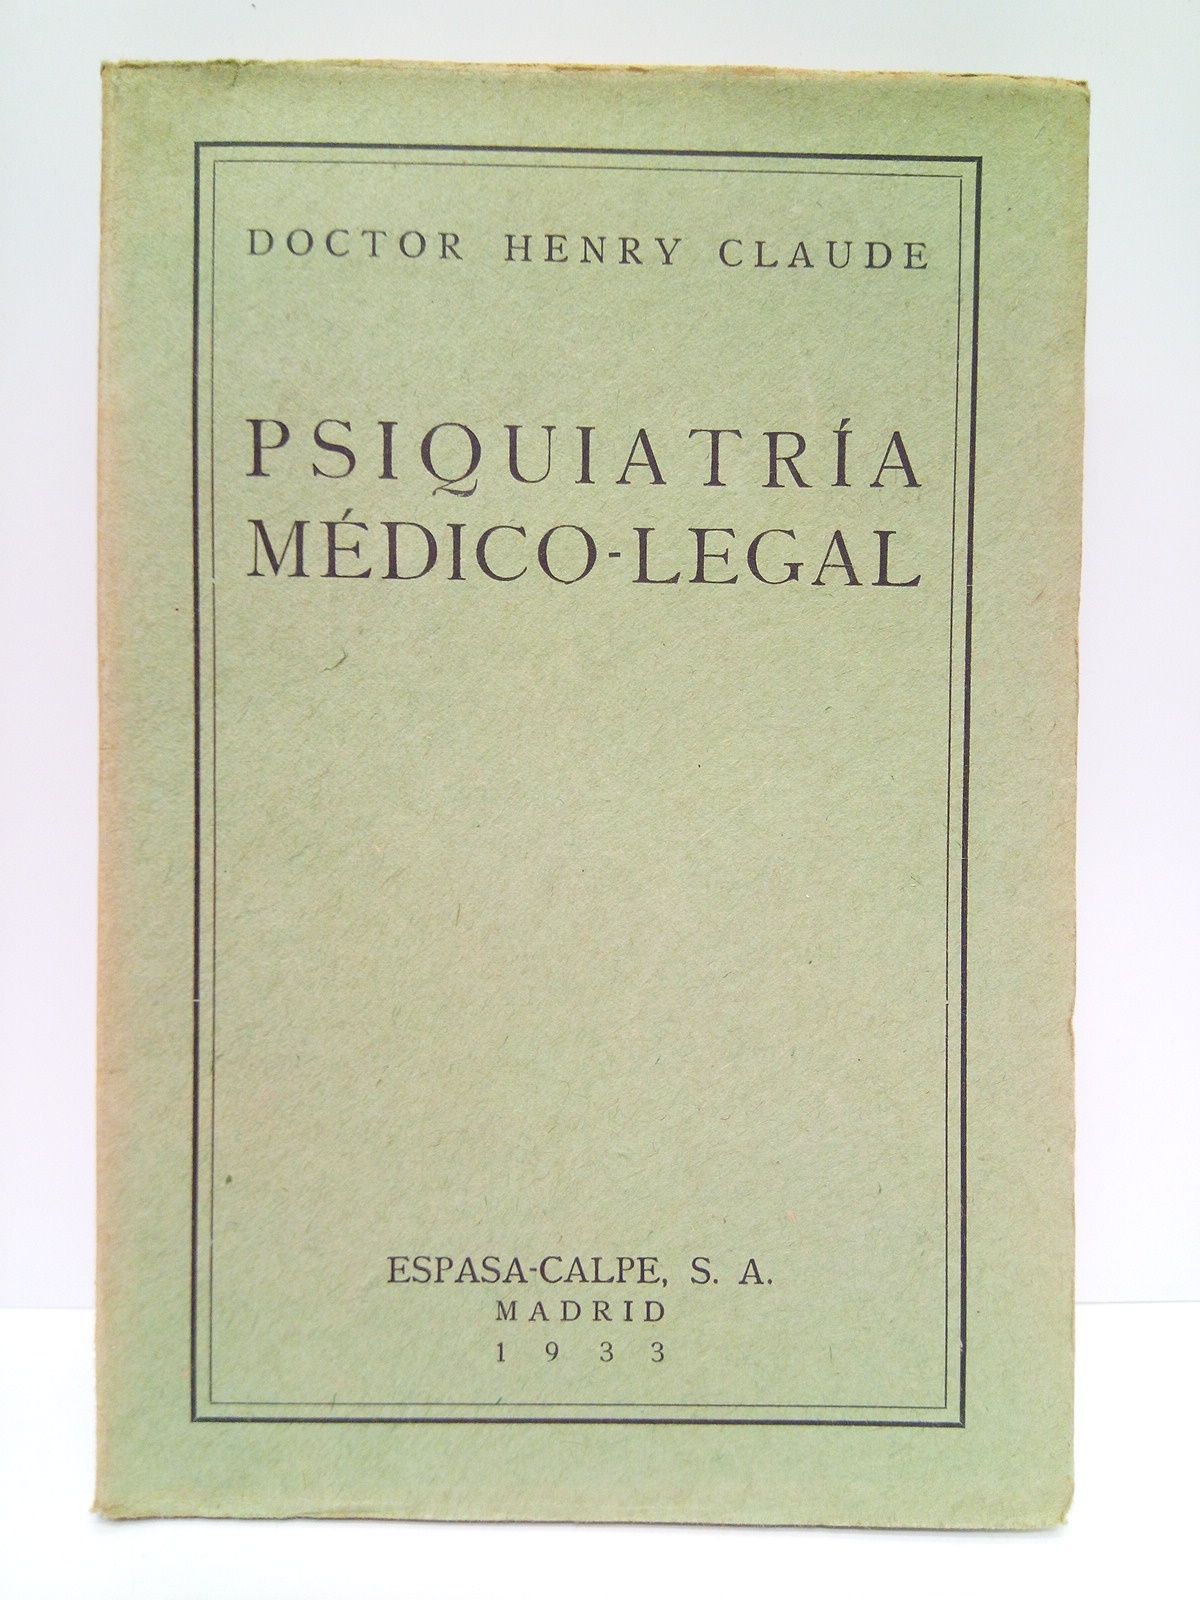 DOCTOR HENRY CLAUDE
PSIQUIATRÍA
MÉDICO-LEGAL
ESPASA-CALPE, S. A.
MADRID
1933